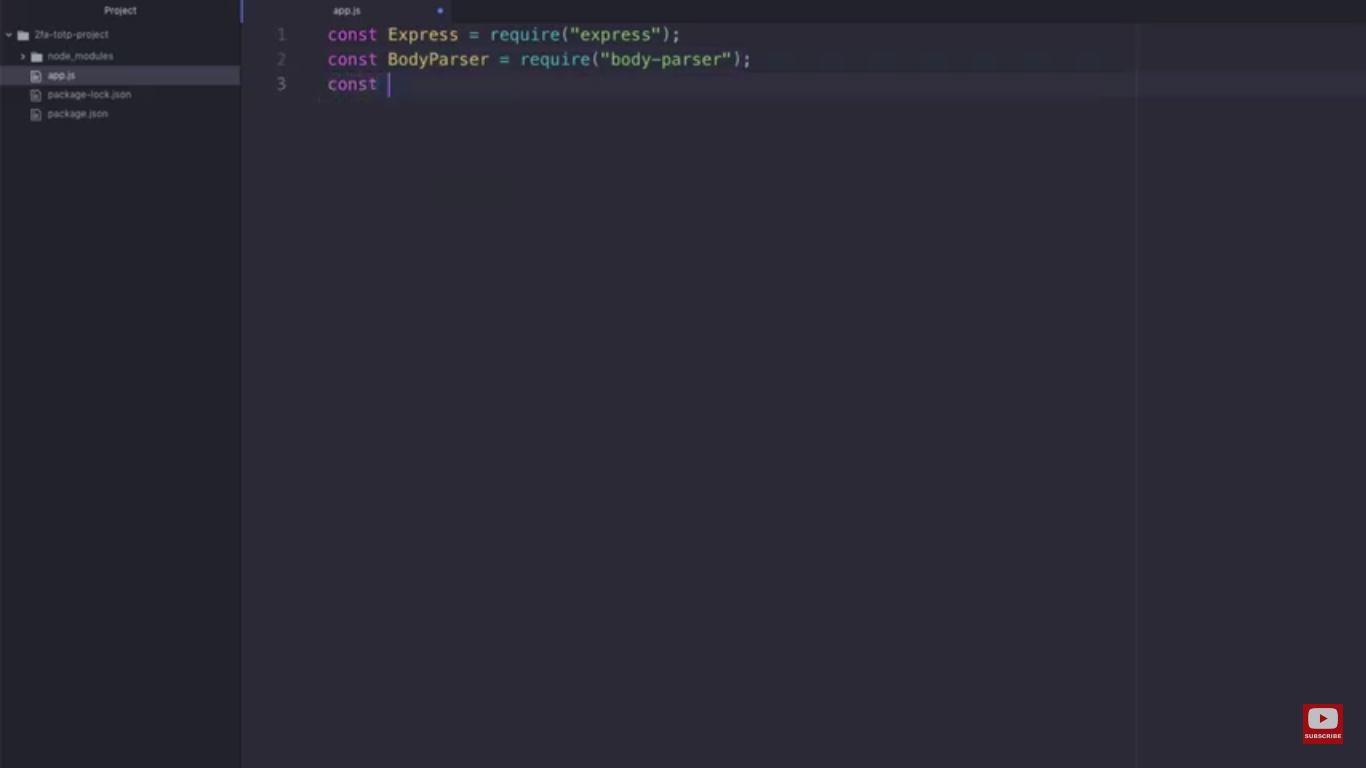 Project
app.js
2fa-totp-project
node_modules
app.js
package-lock.json
package.json
1 const Express = require("express");
2 const BodyParser = require("body-parser");
3 const
SUBSCRIBE